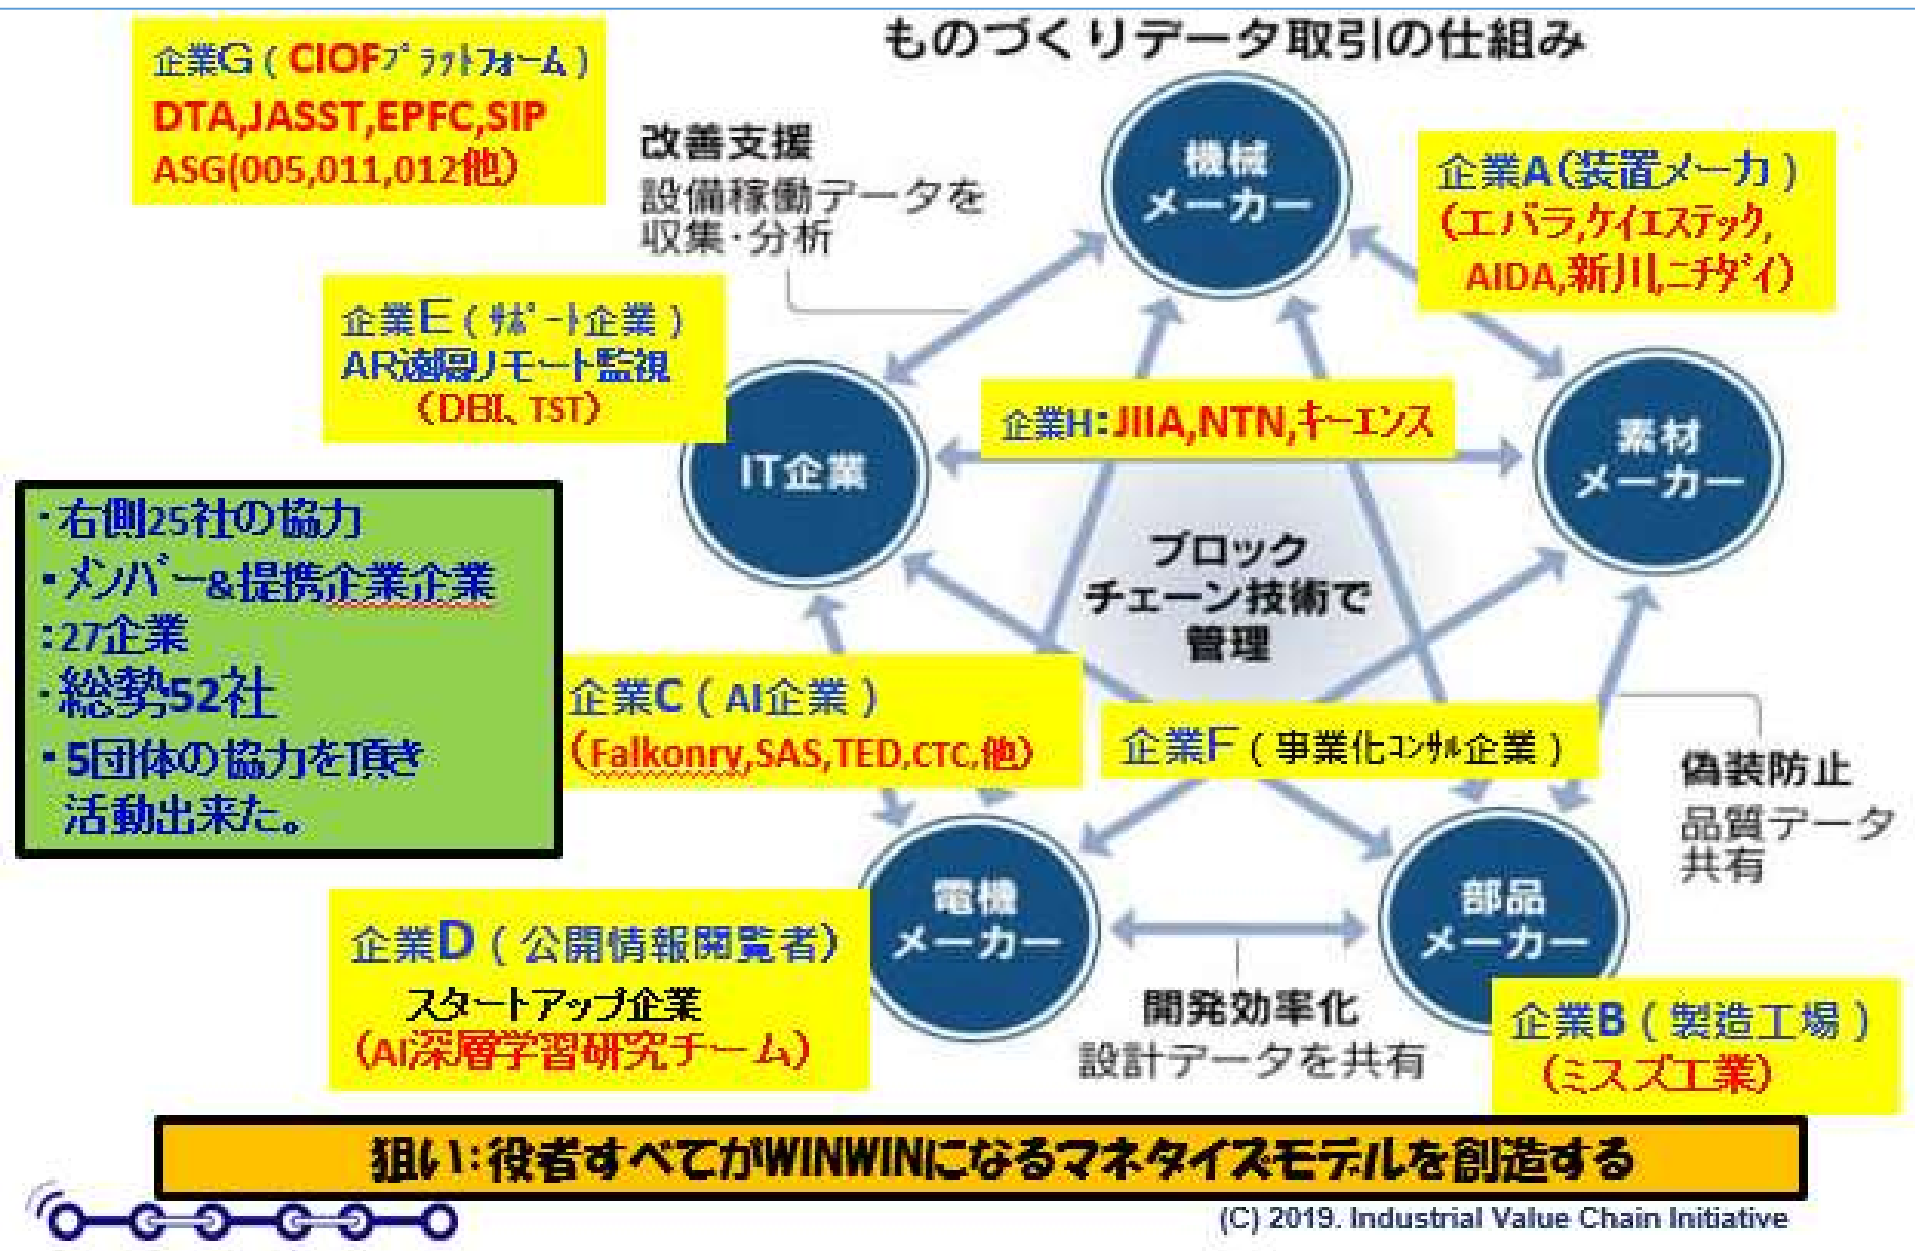 ものづくりデータ取引の仕組み
企業G(CIOFプラットフォーム)
DTA,JASST,EPFC,SIP
ASG(005,011,012他)
改善支援
設備稼働データを
収集・分析
機械
メーカー
企業A(装置メーカ)
(エバラ,ケイエステック,
AIDA,新川,ニチダイ)
企業E(サポート企業)
AR遠隔リモート監視
(DBI、TST)
IT企業
企業H:JIIA,NTN,キーエンス
素材
メーカー
・右側25社の協力
・メンバー&提携企業企業
:27企業
・総勢52社
・5団体の協力を頂き
活動出来た。
ブロック
チェーン技術で
管理
企業C(AI企業)
(Falkonry,SAS,TED,CTC,他)
企業F(事業化コンサル企業)
偽装防止
品質データ
共有
電機
メーカー
部品
メーカー
企業D(公開情報閲覧者)
スタートアップ企業
(AI深層学習研究チーム)
開発効率化
設計データを共有
企業B(製造工場)
(ミスズ工業)
狙い:役者すべてがWINWINになるマネタイズモデルを創造する
(C) 2019. Industrial Value Chain Initiative